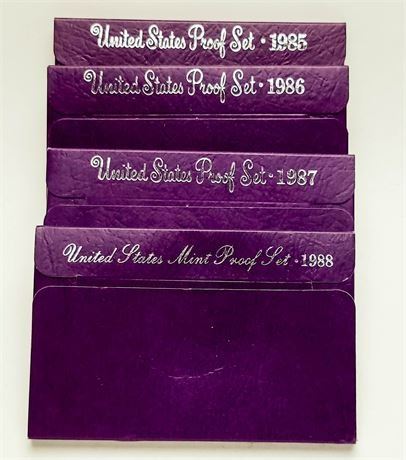 United States Proof Set · 1985
United States Proof Set · 1986
United States Proof Set · 1987
United States Mint Proof Set · 1988